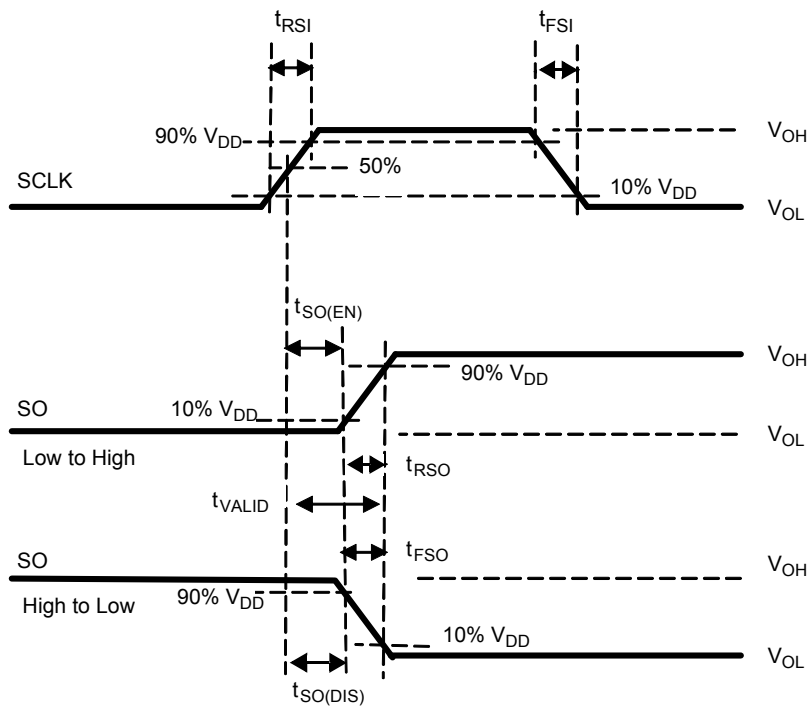 tRSI
tFSI
90% VDD
VOH
50%
SCLK
10% VDD
VOL
tSO(EN)
VOH
90% VDD
10% VDD
SO
VOL
Low to High
tRSO
tVALID
tFSO
SO
VOH
90% VDD
High to Low
10% VDD
VOL
tSO(DIS)